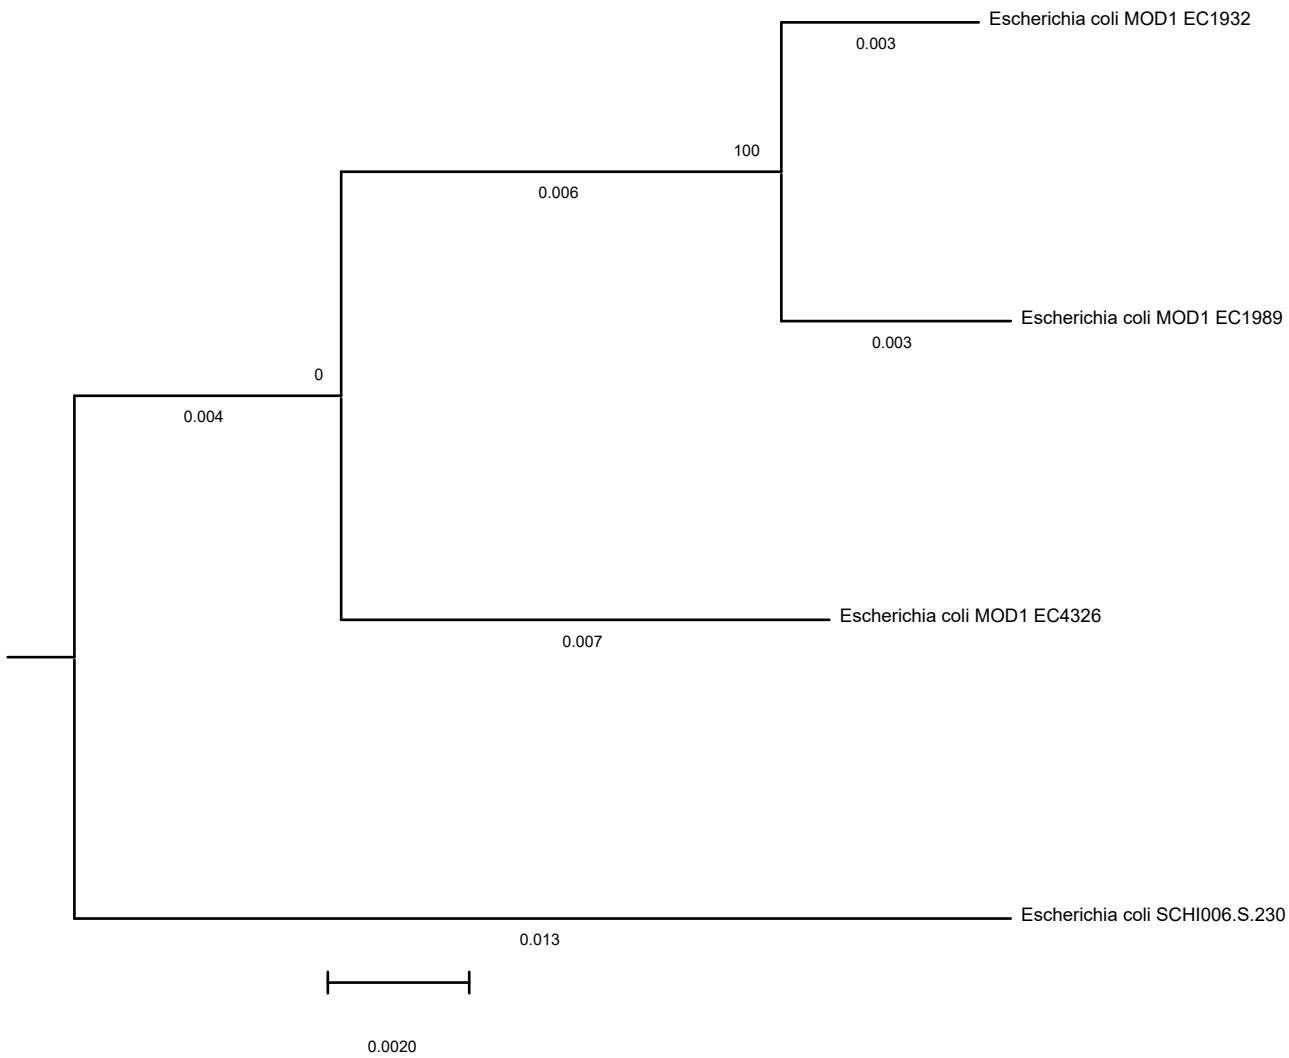 Escherichia coli MOD1 EC1932
0.003
100
0.006
Escherichia coli MOD1 EC1989
0.003
0
0.004
Escherichia coli MOD1 EC4326
0.007
Escherichia coli SCHI006.S.230
0.013
0.0020